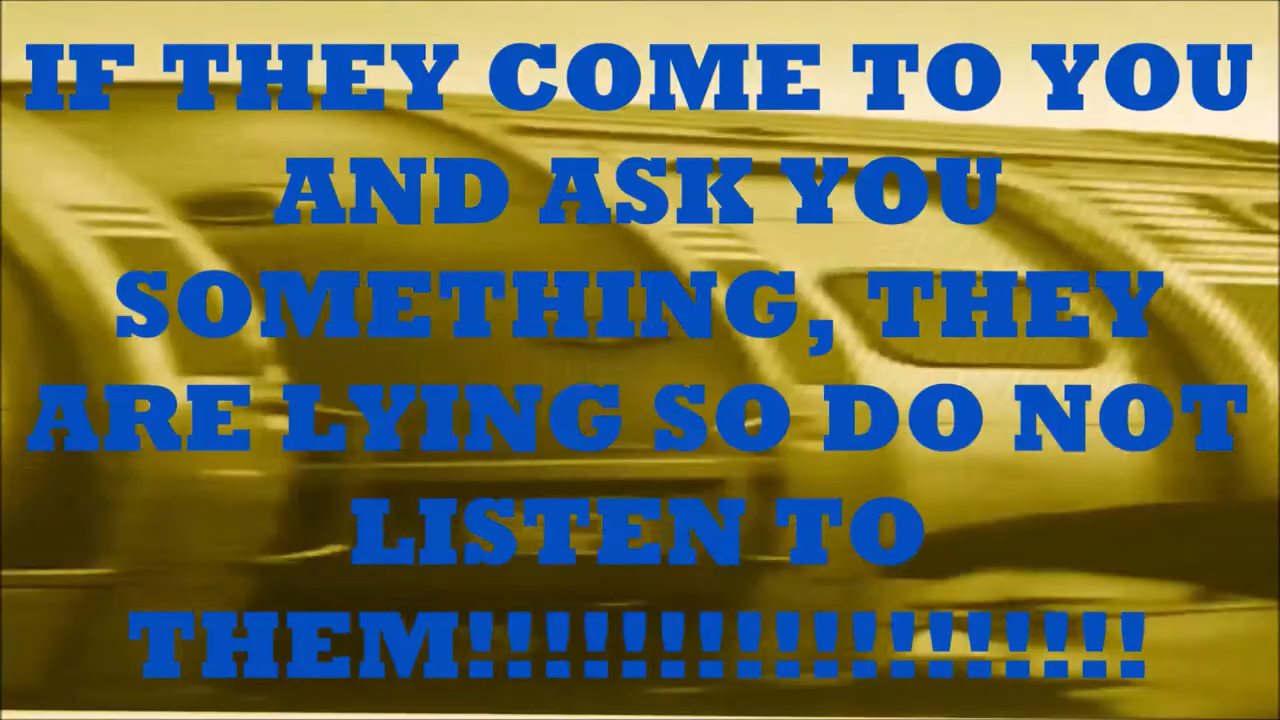 IF THEY COME TO YOU
AND ASK YOU
SOMETHING, THEY
ARE LYING SO DO NOT
LISTEN TO
THEM!!!!!!!!!!!!!!!!!!